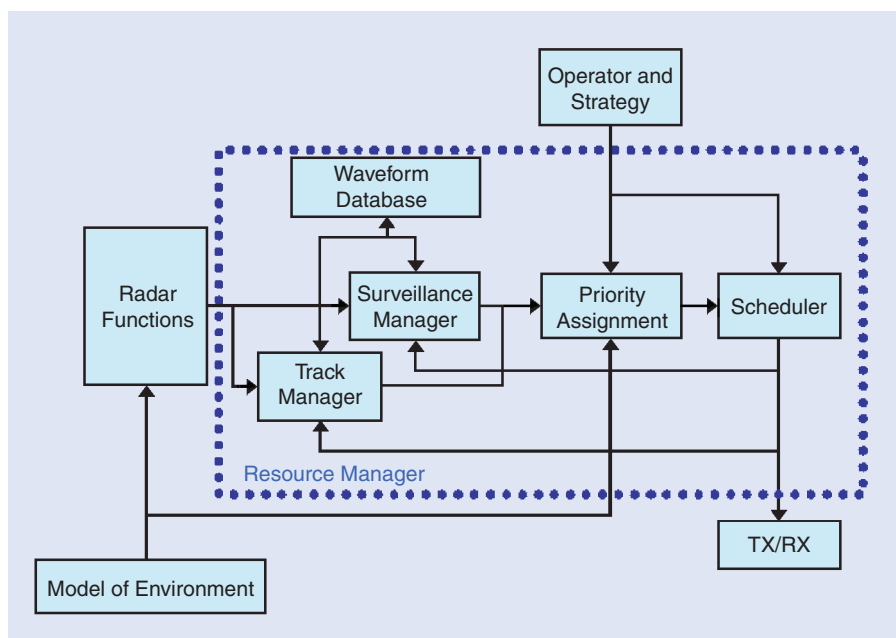 Operator and
Strategy
Waveform
Database
Radar
Functions
Surveillance
Manager
Priority
Assignment
Scheduler
Track
Manager
Resource Manager
TX/RX
Model of Environment